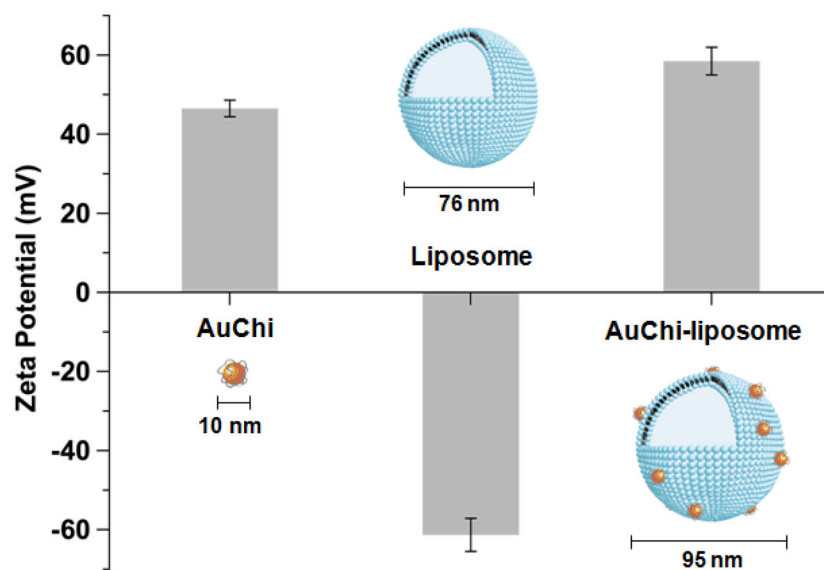 Zeta Potential (mV)
60
40
20
0
-20
-40
-60
AuChi
10 nm
76 nm
Liposome
AuChi-liposome
95 nm